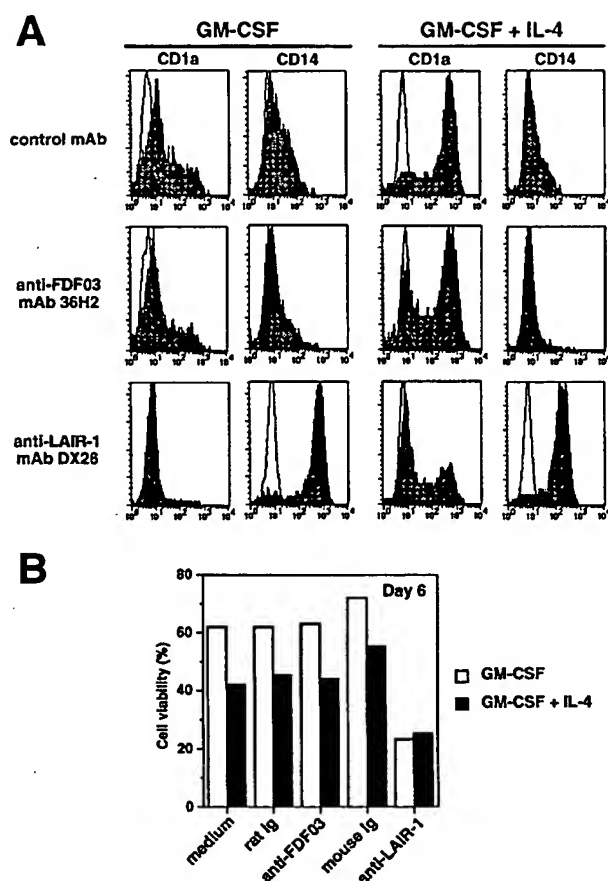 A
GM-CSF
GM-CSF + IL-4
CD1a
CD14
CD1a
CD14
control mAb
anti-FDF03
mAb 36H2
anti-LAIR-1
mAb DX26
B
Day 6
Cell viability (%)
80
60
40
20
0
medium
rat Ig
anti-FDF03
mouse Ig
anti-LAIR-1
GM-CSF
GM-CSF + IL-4